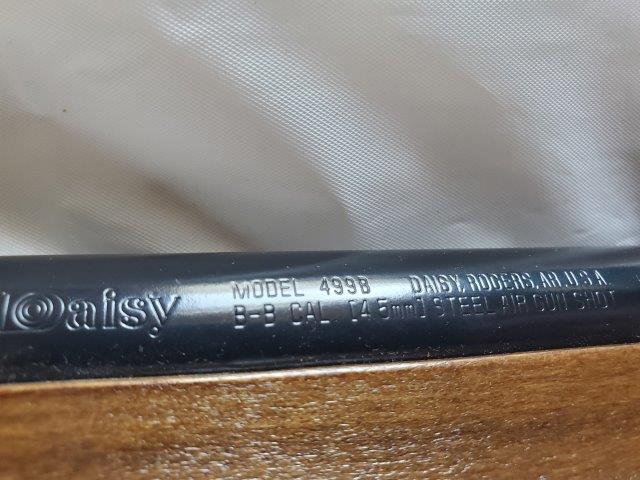 Daisy
MODEL 499B DAISY, ROGERS, AR, U.S.A.
B-B CAL [4.5mm] STEEL AIR GUN SHOT